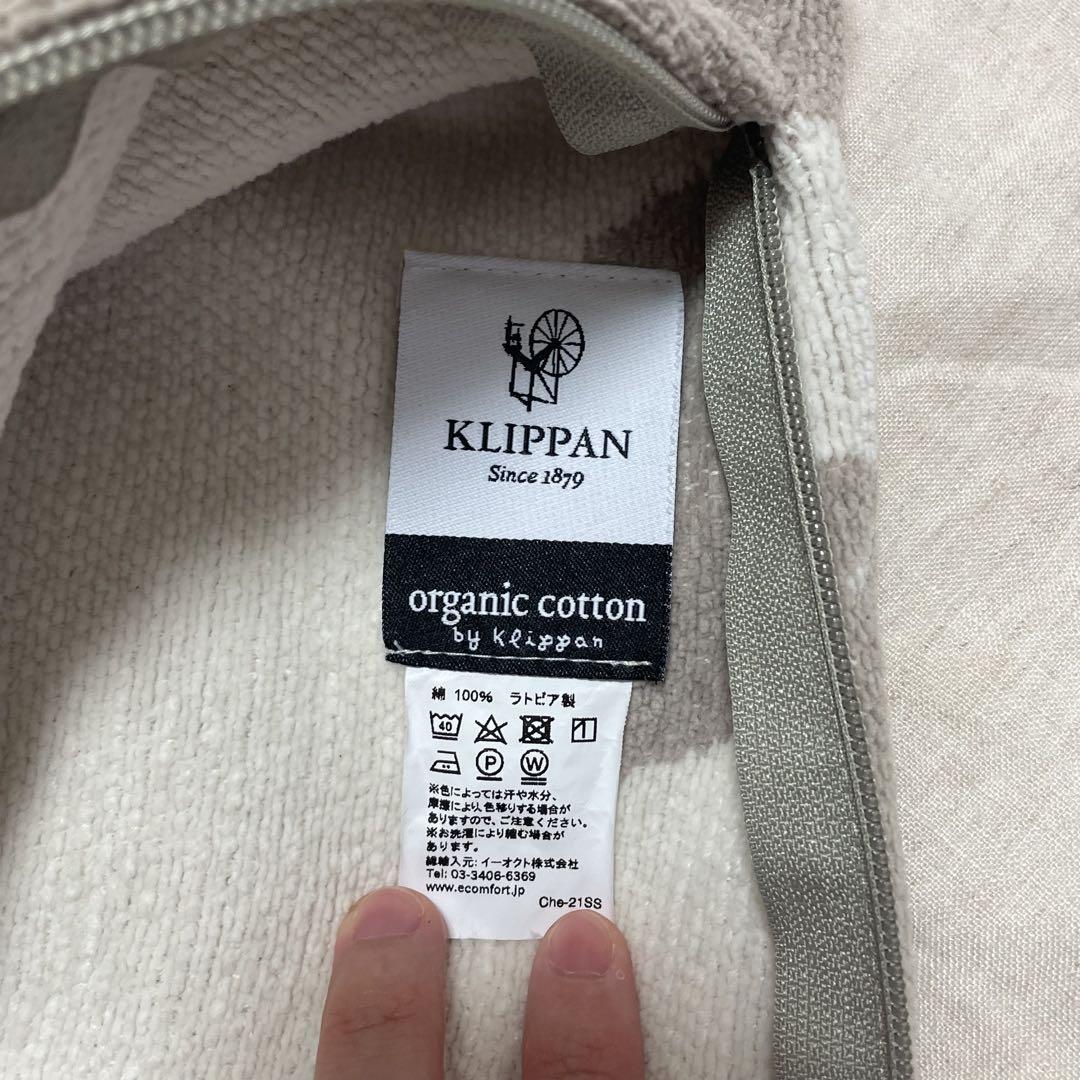 KLIPPAN
Since 1879
organic cotton
by klippan
綿 100% ラトビア製
40
P W
※色によっては汗や水分、
摩擦により、色移りする場合が
ありますので、ご注意ください。
※お洗濯により縮む場合が
あります。
綿輸入元: イーオクト株式会社
Tel: 03-3406-6369
www.ecomfort.jp
Che-21SS